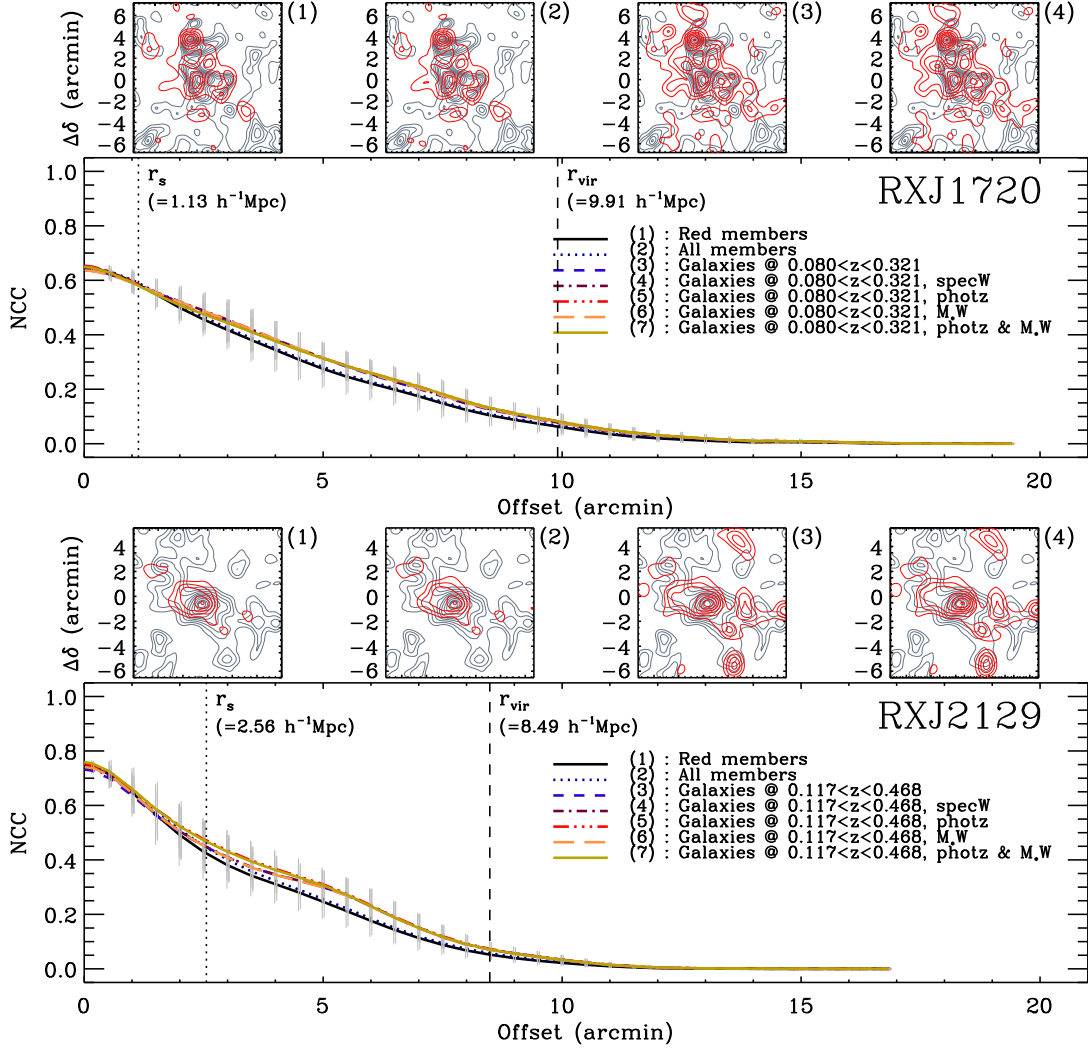 (1) (2) (3) (4)
6
4
2
0
−2
−4
−6
Δδ (arcmin)
1.0
0.8
0.6
0.4
0.2
0.0
NCC
r_s
(=1.13 h⁻¹Mpc)
r_vir
(=9.91 h⁻¹Mpc)
RXJ1720
(1) : Red members
(2) : All members
(3) : Galaxies @ 0.080<z<0.321
(4) : Galaxies @ 0.080<z<0.321, specW
(5) : Galaxies @ 0.080<z<0.321, photz
(6) : Galaxies @ 0.080<z<0.321, M⋆W
(7) : Galaxies @ 0.080<z<0.321, photz & M⋆W
0 5 10 15 20
Offset (arcmin)
(1) (2) (3) (4)
4
2
0
−2
−4
−6
Δδ (arcmin)
1.0
0.8
0.6
0.4
0.2
0.0
NCC
r_s
(=2.56 h⁻¹Mpc)
r_vir
(=8.49 h⁻¹Mpc)
RXJ2129
(1) : Red members
(2) : All members
(3) : Galaxies @ 0.117<z<0.468
(4) : Galaxies @ 0.117<z<0.468, specW
(5) : Galaxies @ 0.117<z<0.468, photz
(6) : Galaxies @ 0.117<z<0.468, M⋆W
(7) : Galaxies @ 0.117<z<0.468, photz & M⋆W
0 5 10 15 20
Offset (arcmin)